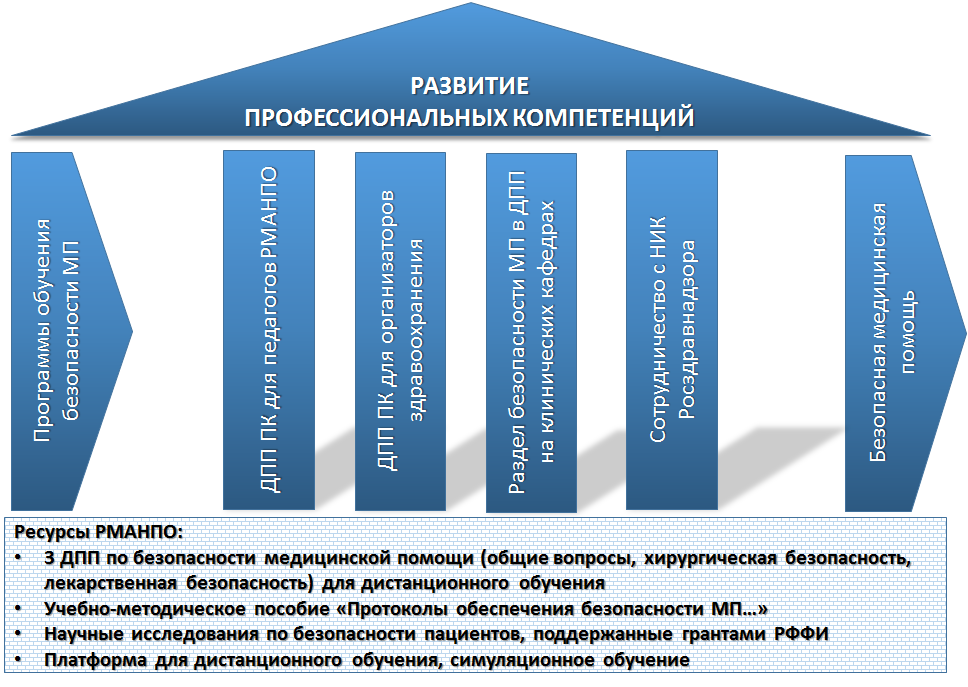 РАЗВИТИЕ
ПРОФЕССИОНАЛЬНЫХ КОМПЕТЕНЦИЙ
Программы обучения
безопасности МП
ДПП ПК для педагогов РМАНПО
ДПП ПК для организаторов
здравоохранения
Раздел безопасности МП в ДПП
на клинических кафедрах
Сотрудничество с НИК
Росздравнадзора
Безопасная медицинская
помощь
Ресурсы РМАНПО:
• 3 ДПП по безопасности медицинской помощи (общие вопросы, хирургическая безопасность,
лекарственная безопасность) для дистанционного обучения
• Учебно-методическое пособие «Протоколы обеспечения безопасности МП…»
• Научные исследования по безопасности пациентов, поддержанные грантами РФФИ
• Платформа для дистанционного обучения, симуляционное обучение